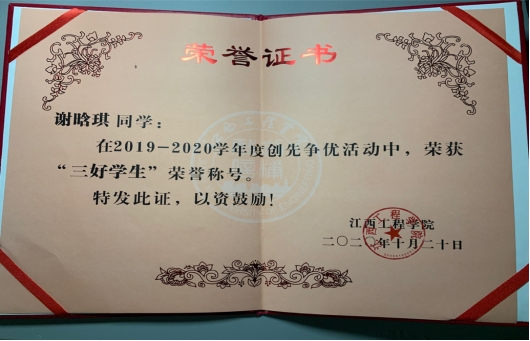 荣誉证书
谢晗琪 同学：
在2019-2020学年度创先争优活动中，荣获
“三好学生”荣誉称号。
特发此证，以资鼓励！
江西工程学院
二〇二〇年十月二十日